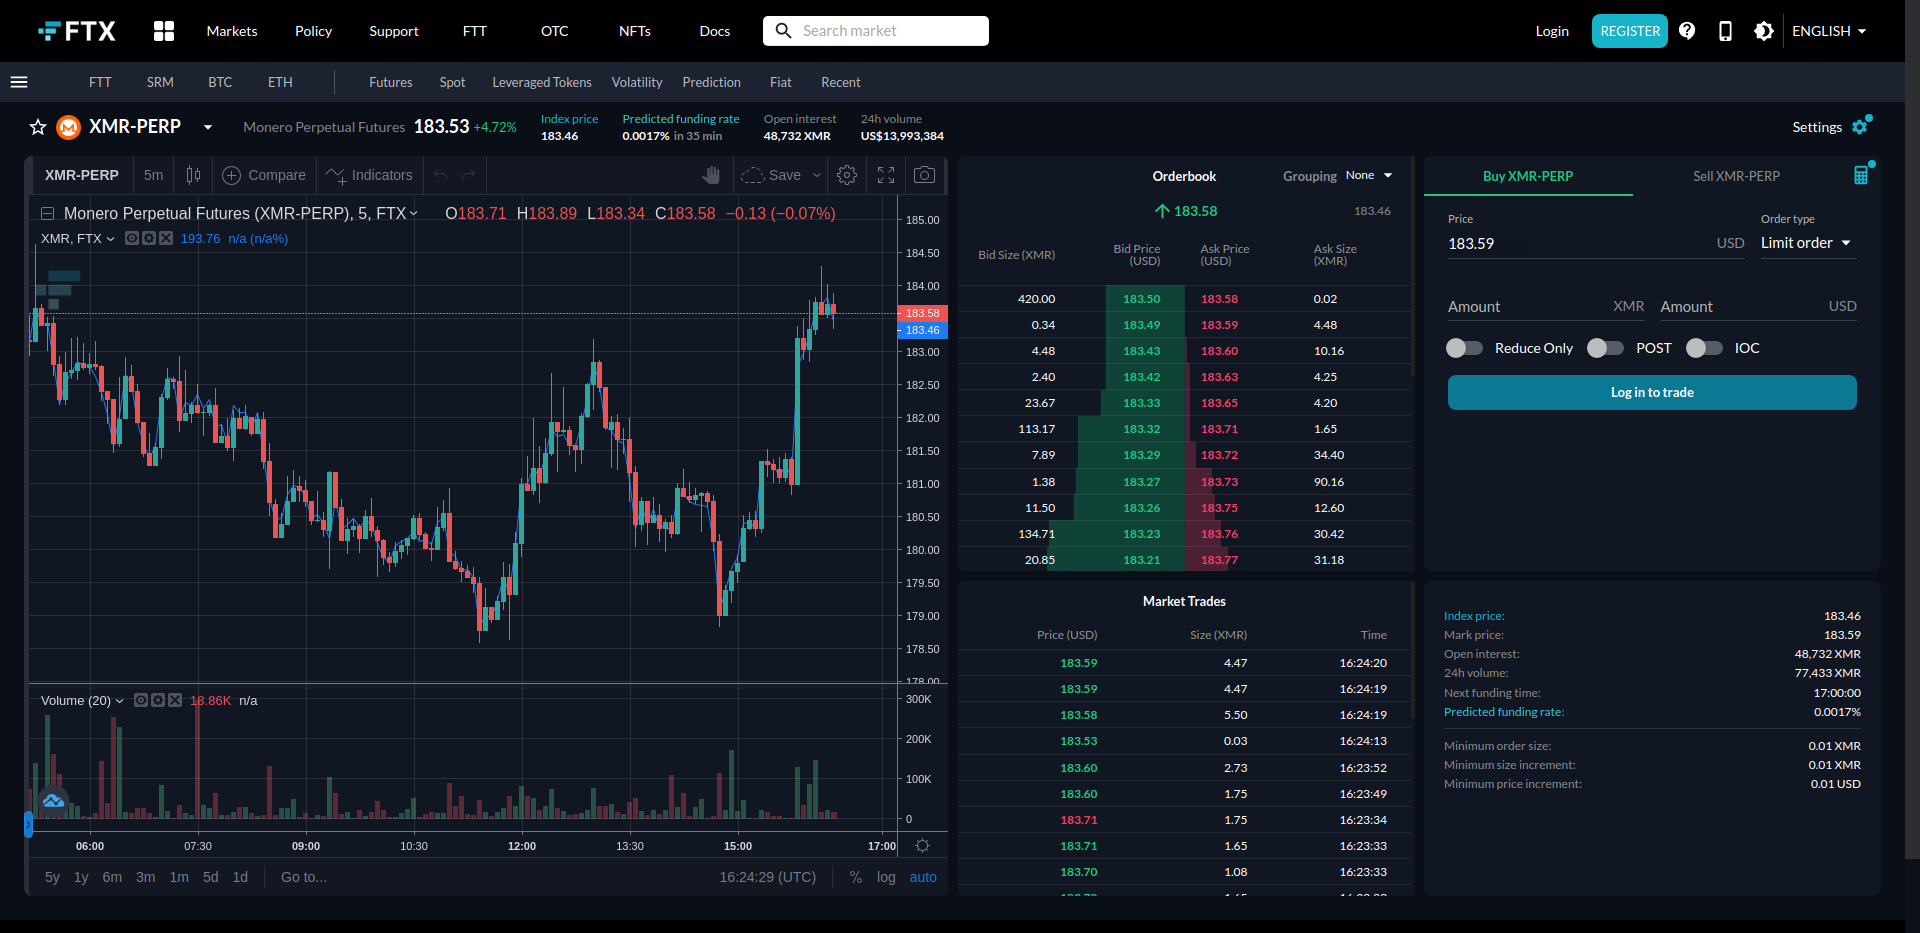 FTX Markets Policy Support FTT OTC NFTs Docs Search market Login REGISTER ENGLISH
FTT SRM BTC ETH Futures Spot Leveraged Tokens Volatility Prediction Fiat Recent
XMR-PERP Monero Perpetual Futures 183.53 +4.72%
Index price
183.46
Predicted funding rate
0.0017% in 35 min
Open interest
48,732 XMR
24h volume
US$13,993,384
Settings
XMR-PERP 5m Compare Indicators Save
Monero Perpetual Futures (XMR-PERP), 5, FTX O183.71 H183.89 L183.34 C183.58 −0.13 (−0.07%)
XMR, FTX 193.76 n/a (n/a%)
185.00
184.50
184.00
183.58
183.46
183.00
182.50
182.00
181.50
181.00
180.50
180.00
179.50
179.00
178.50
178.00
Volume (20) 18.86K n/a
300K
200K
100K
0
06:00 07:30 09:00 10:30 12:00 13:30 15:00 17:00
5y 1y 6m 3m 1m 5d 1d Go to... 16:24:29 (UTC) % log auto
Orderbook Grouping None
183.58 183.46
Bid Size (XMR) Bid Price (USD) Ask Price (USD) Ask Size (XMR)
420.00 183.50 183.58 0.02
0.34 183.49 183.59 4.48
4.48 183.43 183.60 10.16
2.40 183.42 183.63 4.25
23.67 183.33 183.65 4.20
113.17 183.32 183.71 1.65
7.89 183.29 183.72 34.40
1.38 183.27 183.73 90.16
11.50 183.26 183.75 12.60
134.71 183.23 183.76 30.42
20.85 183.21 183.77 31.18
Market Trades
Price (USD) Size (XMR) Time
183.59 4.47 16:24:20
183.59 4.47 16:24:19
183.58 5.50 16:24:19
183.53 0.03 16:24:13
183.60 2.73 16:23:52
183.60 1.75 16:23:49
183.71 1.75 16:23:34
183.71 1.65 16:23:33
183.70 1.08 16:23:33
Buy XMR-PERP Sell XMR-PERP
Price Order type
183.59 USD Limit order
Amount XMR Amount USD
Reduce Only POST IOC
Log in to trade
Index price: 183.46
Mark price: 183.59
Open interest: 48,732 XMR
24h volume: 77,433 XMR
Next funding time: 17:00:00
Predicted funding rate: 0.0017%
Minimum order size: 0.01 XMR
Minimum size increment: 0.01 XMR
Minimum price increment: 0.01 USD